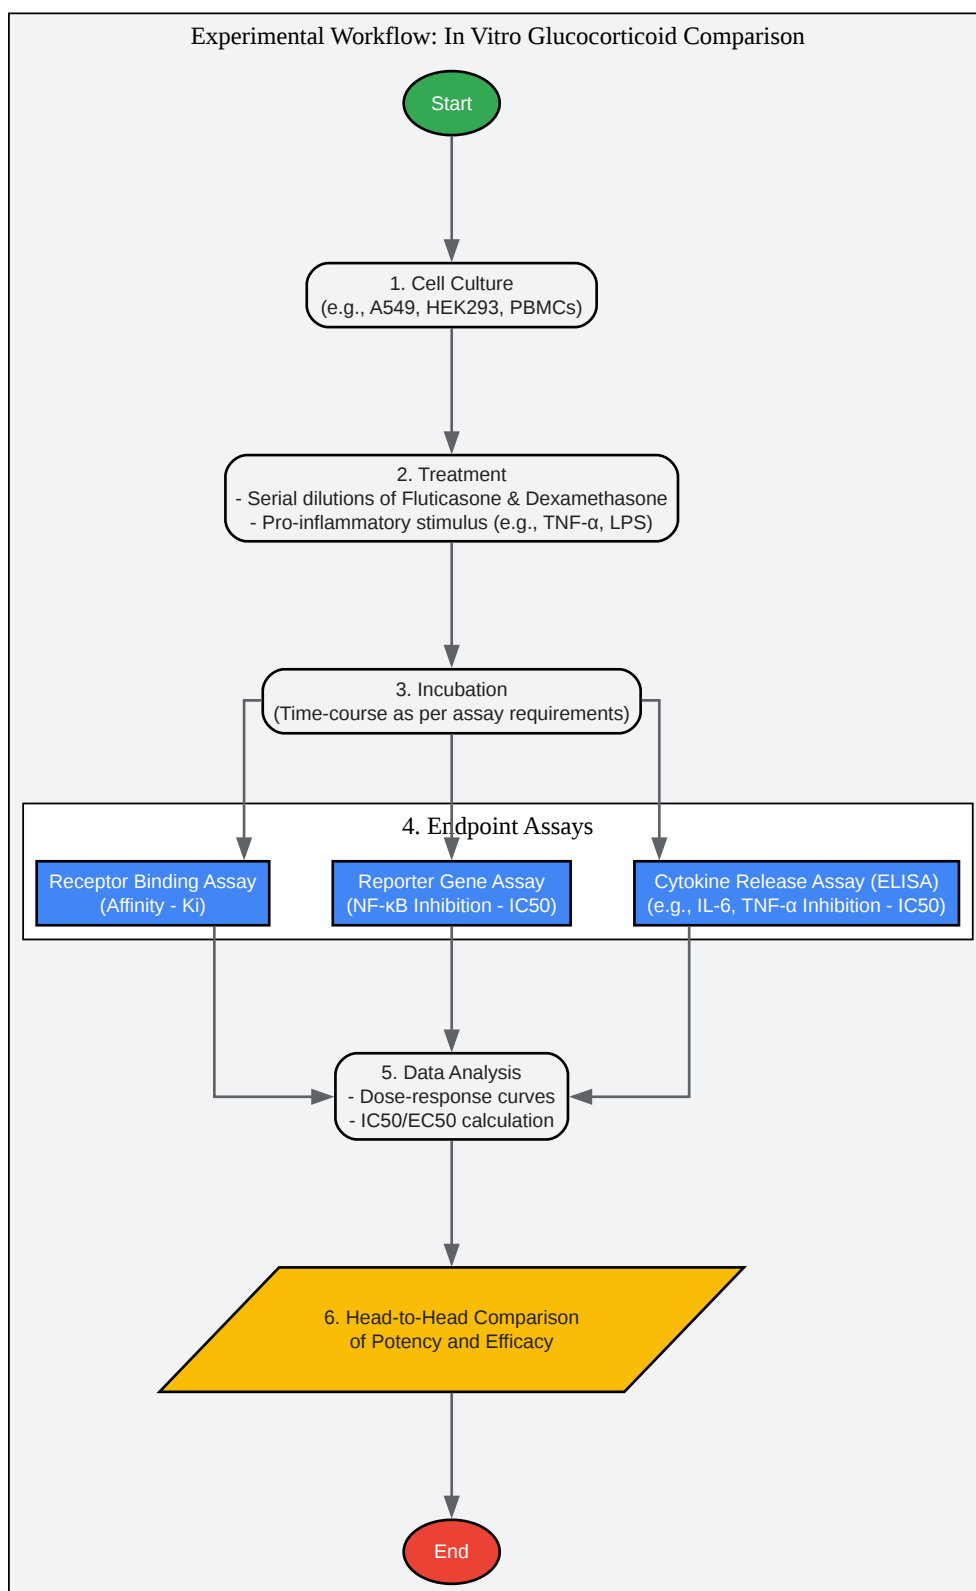 Experimental Workflow: In Vitro Glucocorticoid Comparison
Start
1. Cell Culture
(e.g., A549, HEK293, PBMCs)
2. Treatment
- Serial dilutions of Fluticasone & Dexamethasone
- Pro-inflammatory stimulus (e.g., TNF-α, LPS)
3. Incubation
(Time-course as per assay requirements)
4. Endpoint Assays
Receptor Binding Assay
(Affinity - Ki)
Reporter Gene Assay
(NF-κB Inhibition - IC50)
Cytokine Release Assay (ELISA)
(e.g., IL-6, TNF-α Inhibition - IC50)
5. Data Analysis
- Dose-response curves
- IC50/EC50 calculation
6. Head-to-Head Comparison
of Potency and Efficacy
End